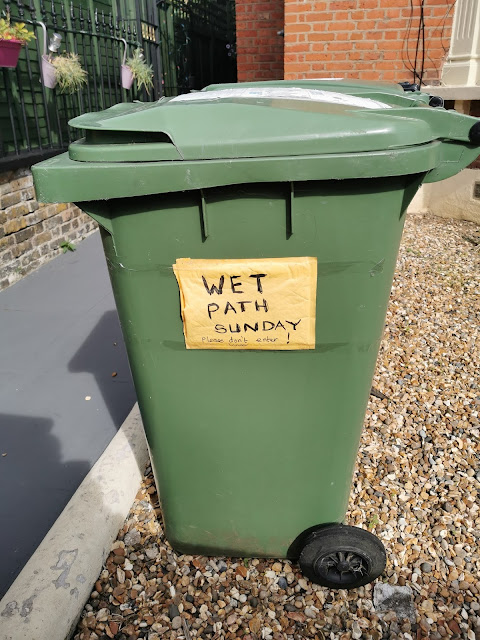 WET
PATH
SUNDAY
Please don't enter !